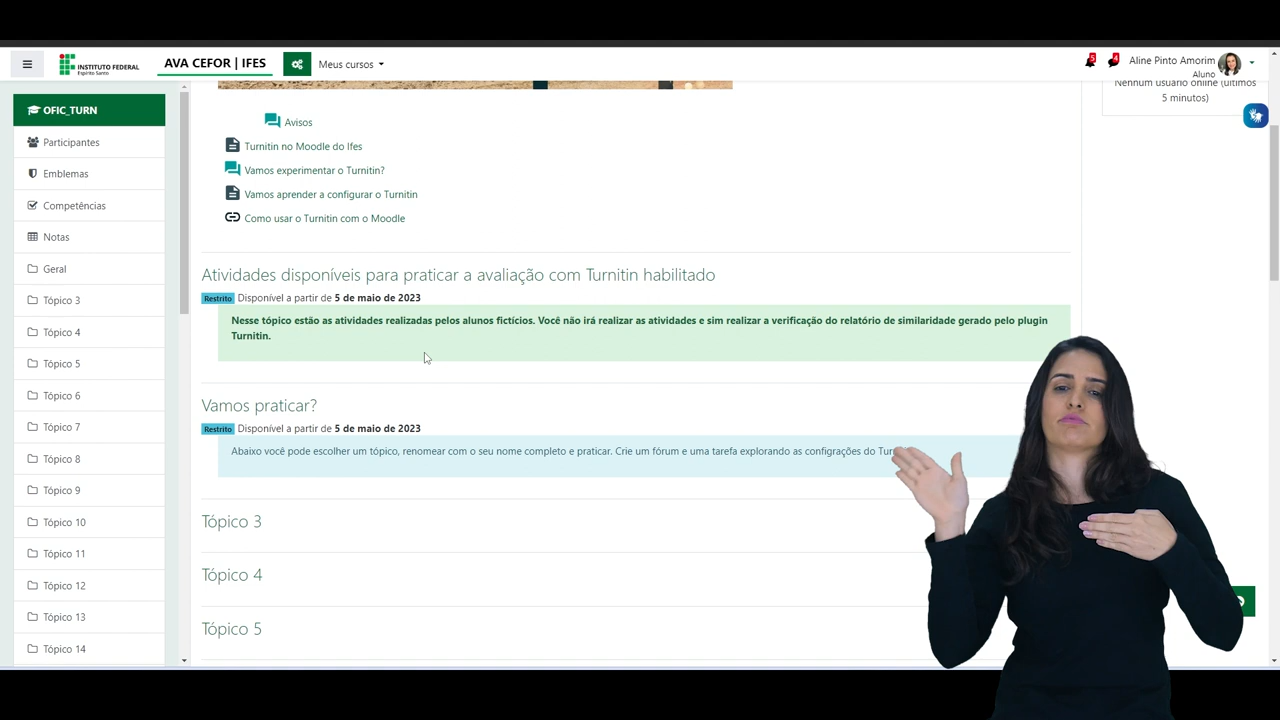 INSTITUTO FEDERAL
Espírito Santo
AVA CEFOR | IFES
Meus cursos
5
4
Aline Pinto Amorim
Aluno
Nenhum usuário online (últimos
5 minutos)
OFIC_TURN
Participantes
Emblemas
Competências
Notas
Geral
Tópico 3
Tópico 4
Tópico 5
Tópico 6
Tópico 7
Tópico 8
Tópico 9
Tópico 10
Tópico 11
Tópico 12
Tópico 13
Tópico 14
Avisos
Turnitin no Moodle do Ifes
Vamos experimentar o Turnitin?
Vamos aprender a configurar o Turnitin
Como usar o Turnitin com o Moodle
Atividades disponíveis para praticar a avaliação com Turnitin habilitado
Restrito Disponível a partir de 5 de maio de 2023
Nesse tópico estão as atividades realizadas pelos alunos fictícios. Você não irá realizar as atividades e sim realizar a verificação do relatório de similaridade gerado pelo plugin
Turnitin.
Vamos praticar?
Restrito Disponível a partir de 5 de maio de 2023
Abaixo você pode escolher um tópico, renomear com o seu nome completo e praticar. Crie um fórum e uma tarefa explorando as configrações do
Tópico 3
Tópico 4
Tópico 5